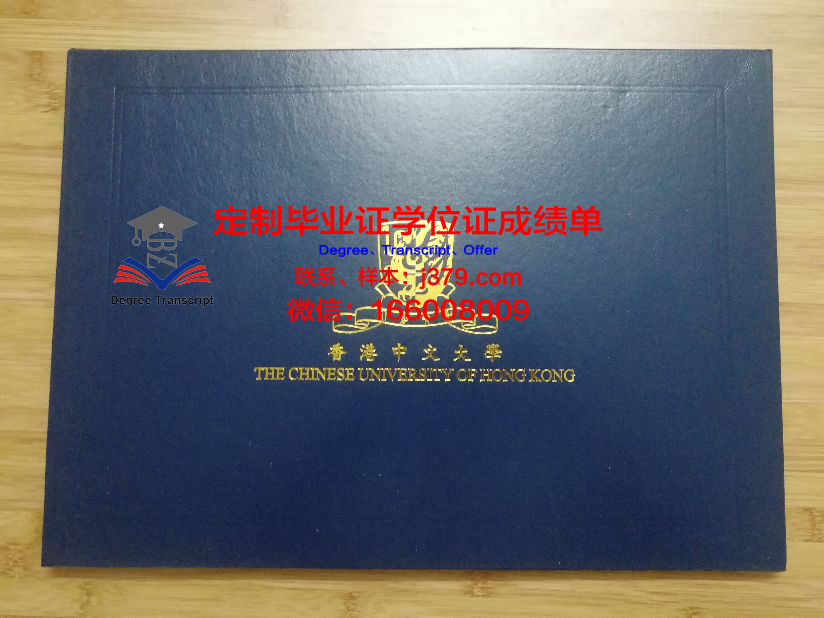 定制毕业证学位证成绩单
Degree、Transcript、Offer
联系、样本：j379.com
微信：166008009
BZ
Degree Transcript
香港中文大學
THE CHINESE UNIVERSITY OF HONG KONG